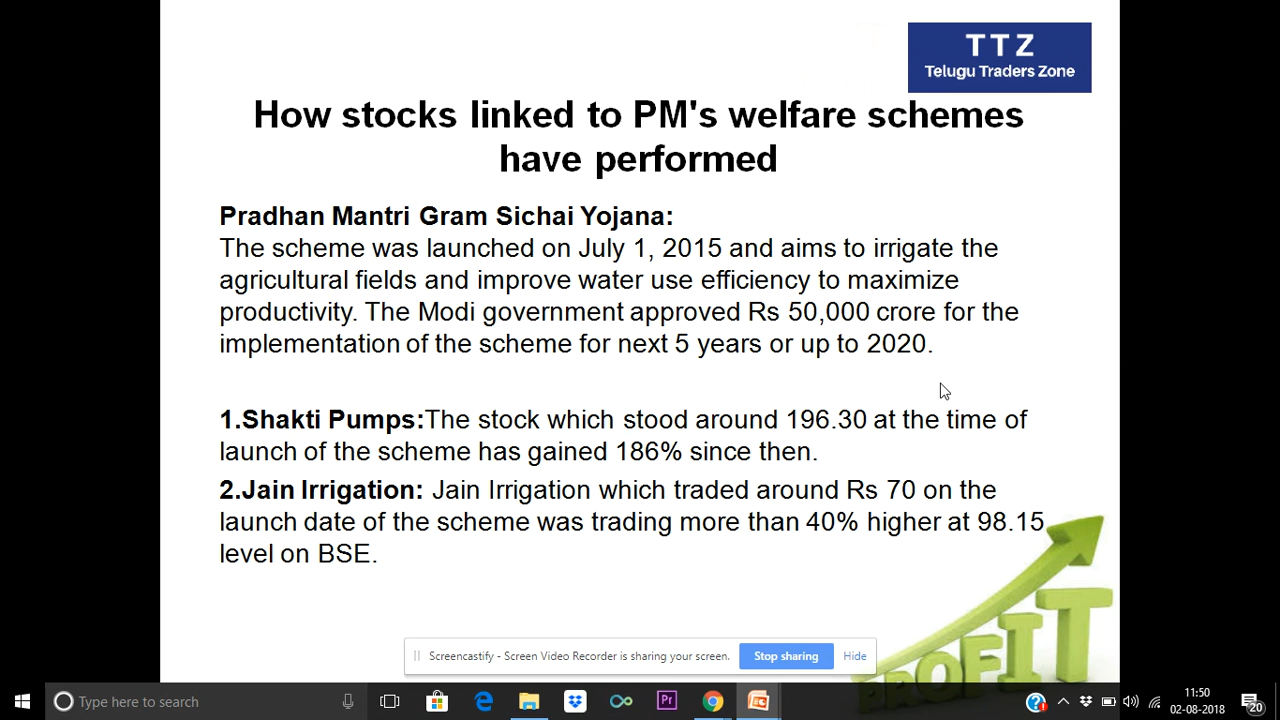 T T Z
Telugu Traders Zone
How stocks linked to PM's welfare schemes
have performed
Pradhan Mantri Gram Sichai Yojana:
The scheme was launched on July 1, 2015 and aims to irrigate the
agricultural fields and improve water use efficiency to maximize
productivity. The Modi government approved Rs 50,000 crore for the
implementation of the scheme for next 5 years or up to 2020.
1.Shakti Pumps:The stock which stood around 196.30 at the time of
launch of the scheme has gained 186% since then.
2.Jain Irrigation: Jain Irrigation which traded around Rs 70 on the
launch date of the scheme was trading more than 40% higher at 98.15
level on BSE.
PROFIT
Screencastify - Screen Video Recorder is sharing your screen. Stop sharing Hide
Type here to search
Pr
11:50
02-08-2018
20